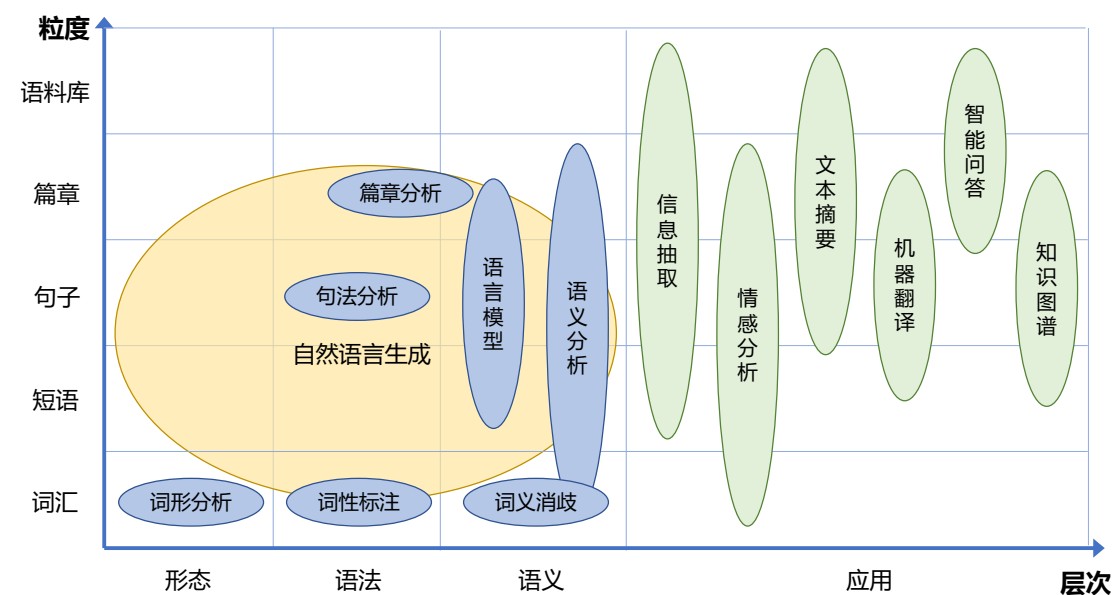 粒度
语料库
篇章
句子
短语
词汇
篇章分析
句法分析
自然语言生成
语言模型
语义分析
词形分析
词性标注
词义消歧
信息抽取
情感分析
文本摘要
机器翻译
智能问答
知识图谱
形态
语法
语义
应用
层次